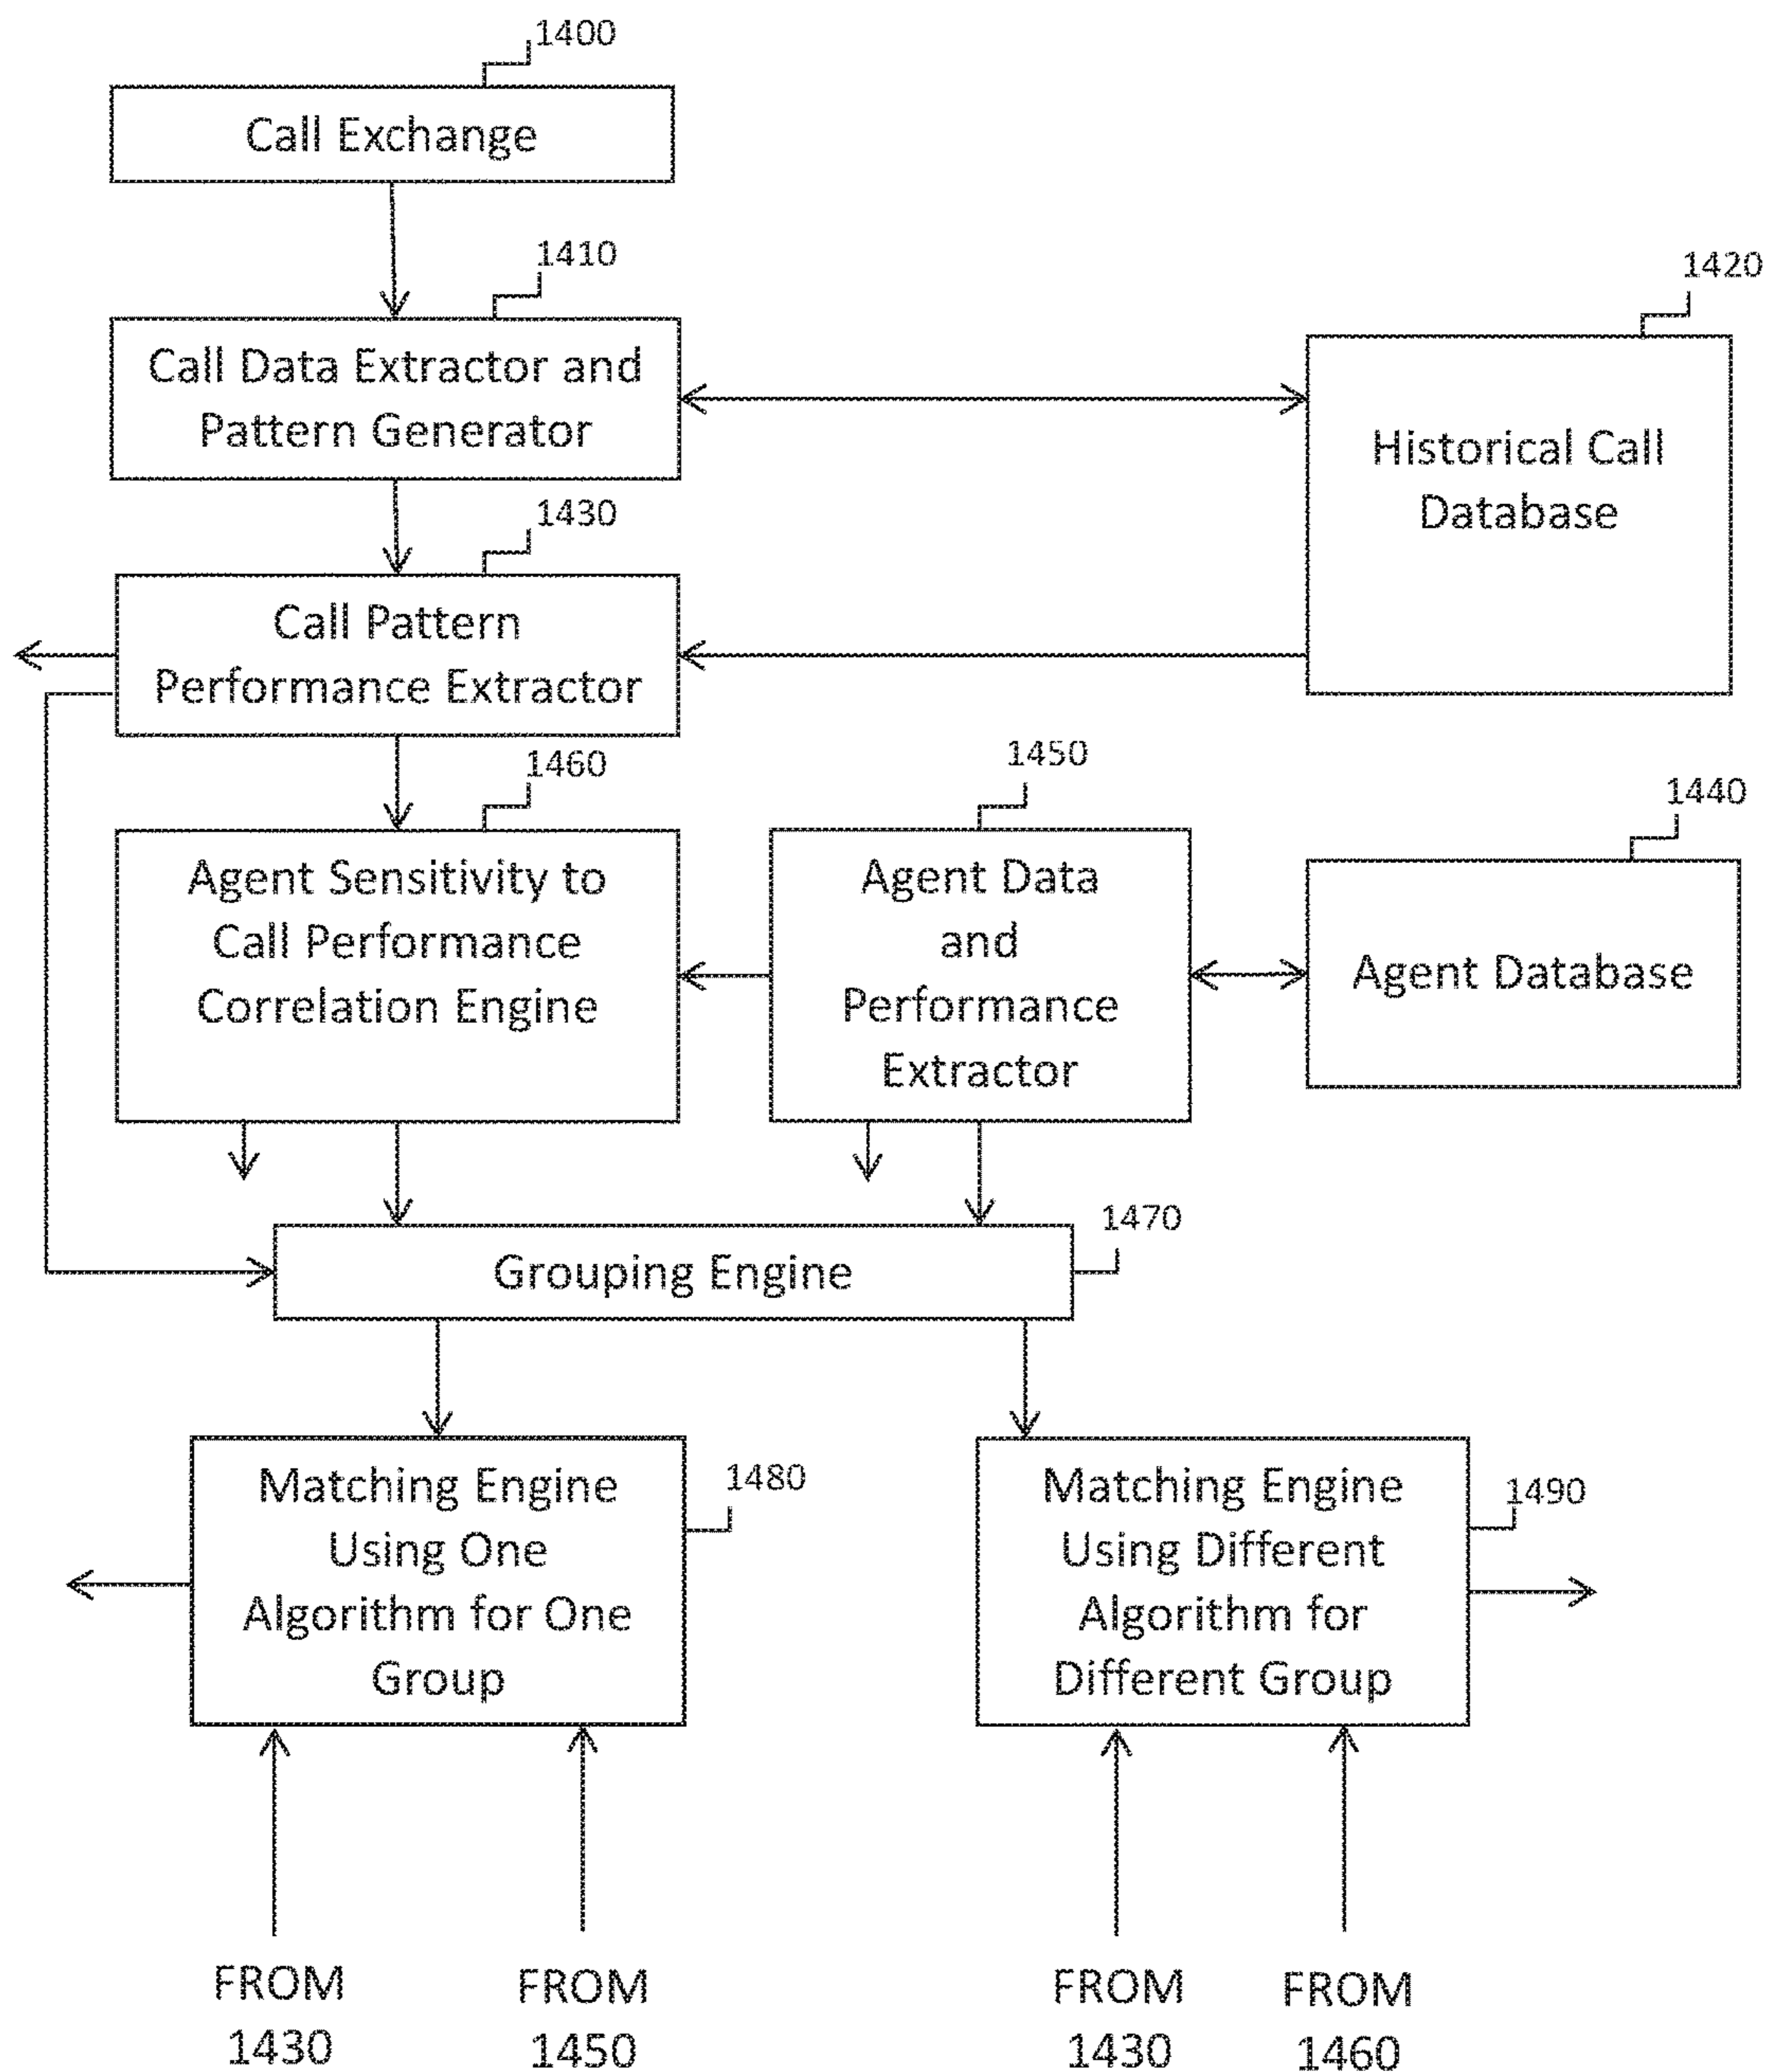 1400
Call Exchange
1410
1420
Call Data Extractor and
Pattern Generator
Historical Call
Database
1430
Call Pattern
Performance Extractor
1460
1450
1440
Agent Sensitivity to
Call Performance
Correlation Engine
Agent Data
and
Performance
Extractor
Agent Database
1470
Grouping Engine
1480
Matching Engine
Using One
Algorithm for One
Group
1490
Matching Engine
Using Different
Algorithm for
Different Group
FROM
1430
FROM
1450
FROM
1430
FROM
1460